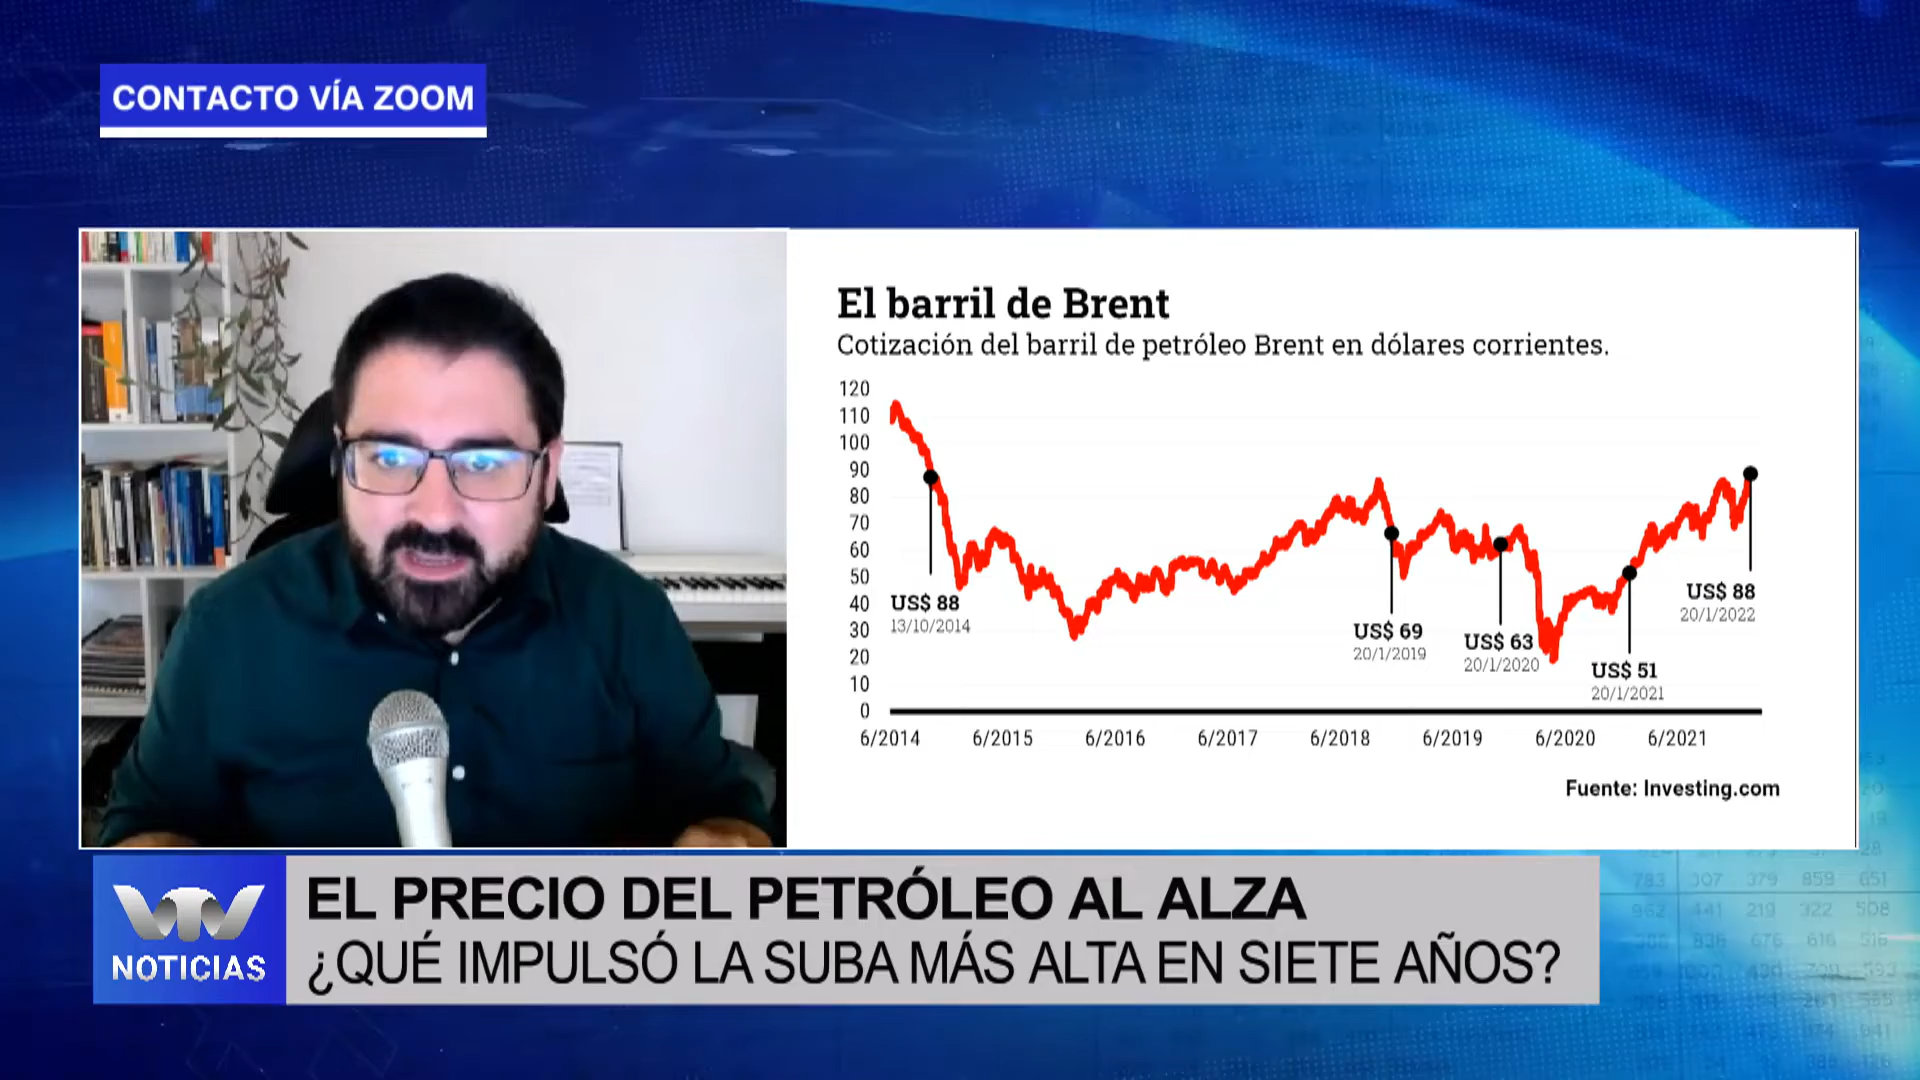 CONTACTO VÍA ZOOM
El barril de Brent
Cotización del barril de petróleo Brent en dólares corrientes.
120
110
100
90
80
70
60
50
40
30
20
10
0
US$ 88
13/10/2014
US$ 69
20/1/2019
US$ 63
20/1/2020
US$ 51
20/1/2021
US$ 88
20/1/2022
6/2014 6/2015 6/2016 6/2017 6/2018 6/2019 6/2020 6/2021
Fuente: Investing.com
VTV
NOTICIAS
EL PRECIO DEL PETRÓLEO AL ALZA
¿QUÉ IMPULSÓ LA SUBA MÁS ALTA EN SIETE AÑOS?